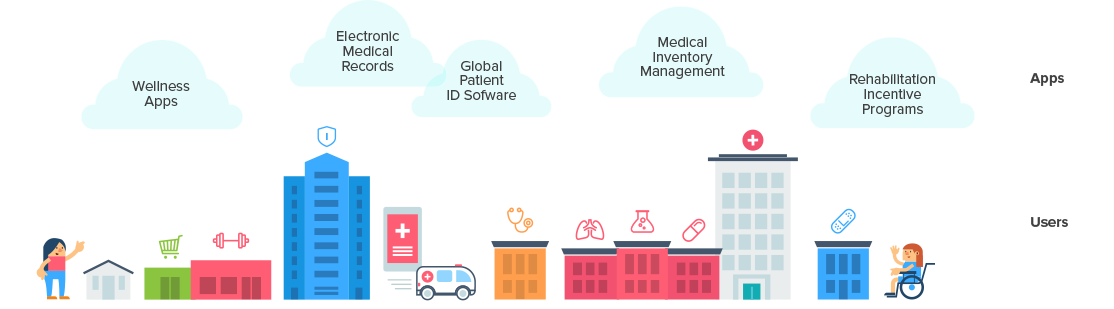 Wellness
Apps
Electronic
Medical
Records
Global
Patient
ID Sofware
Medical
Inventory
Management
Rehabilitation
Incentive
Programs
Apps
Users